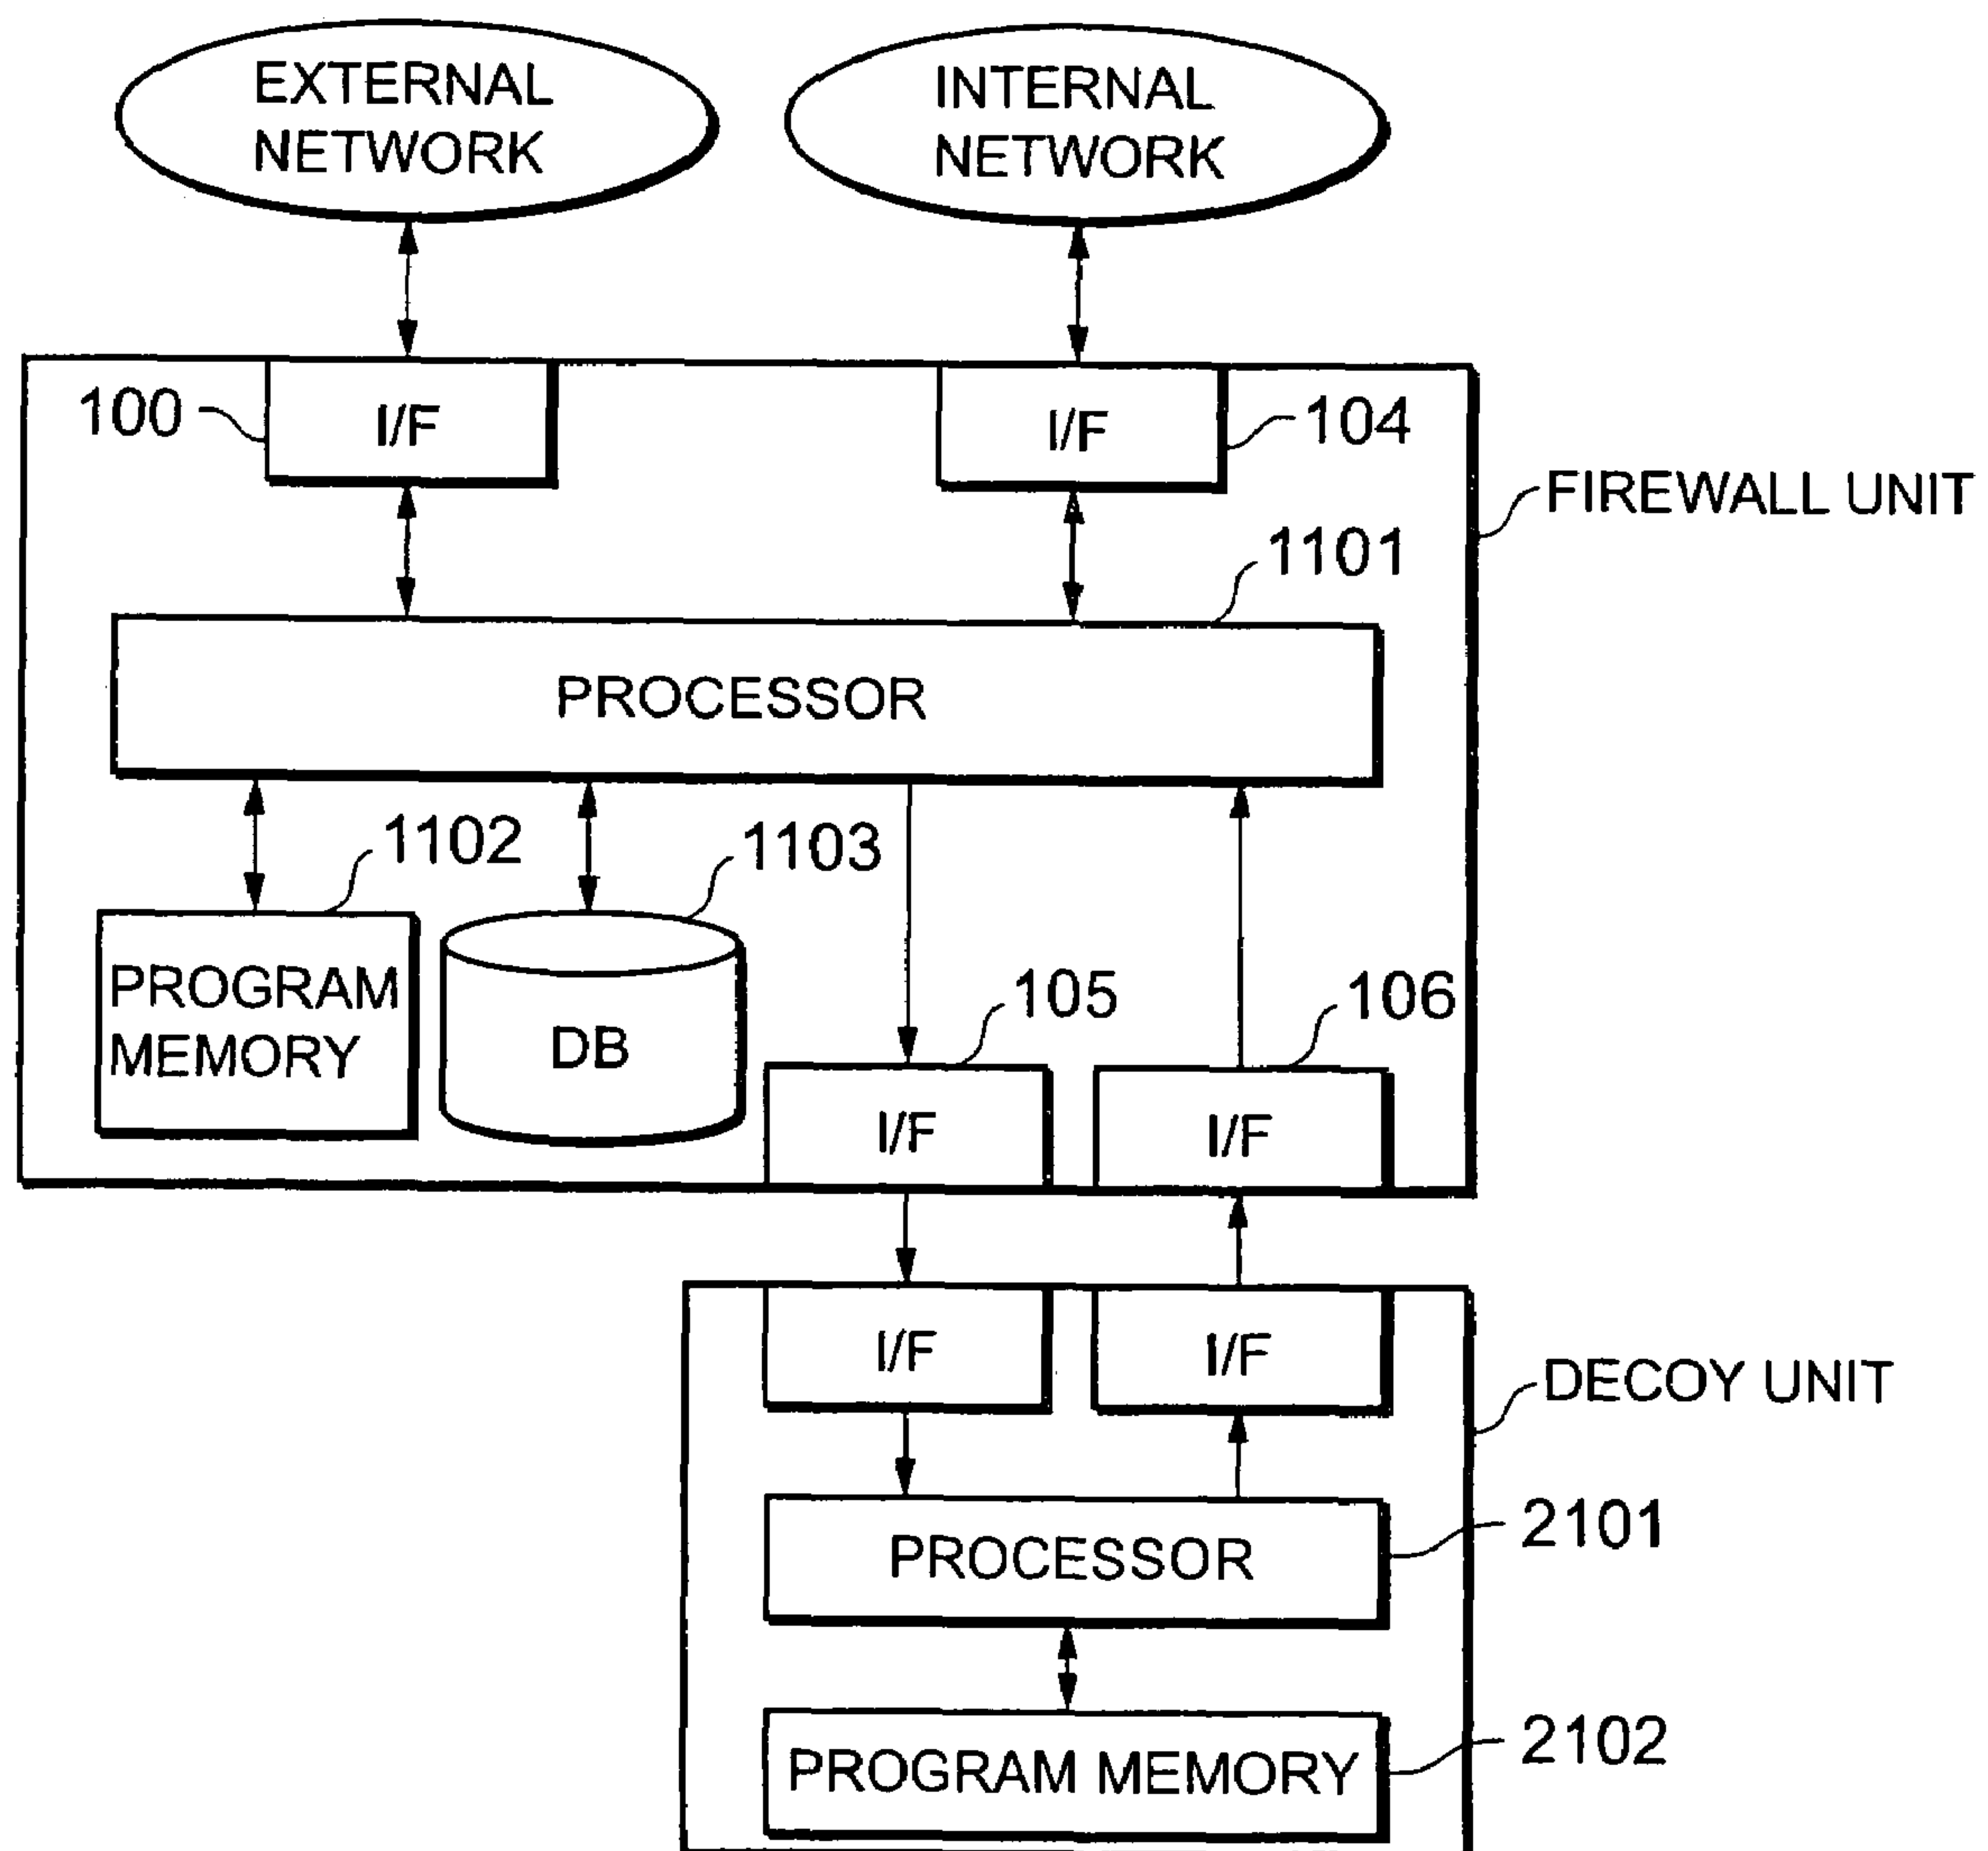 EXTERNAL
NETWORK
INTERNAL
NETWORK
100
I/F
I/F
104
FIREWALL UNIT
1101
PROCESSOR
1102
1103
PROGRAM
MEMORY
DB
105
106
I/F
I/F
I/F
I/F
DECOY UNIT
PROCESSOR
2101
PROGRAM MEMORY
2102